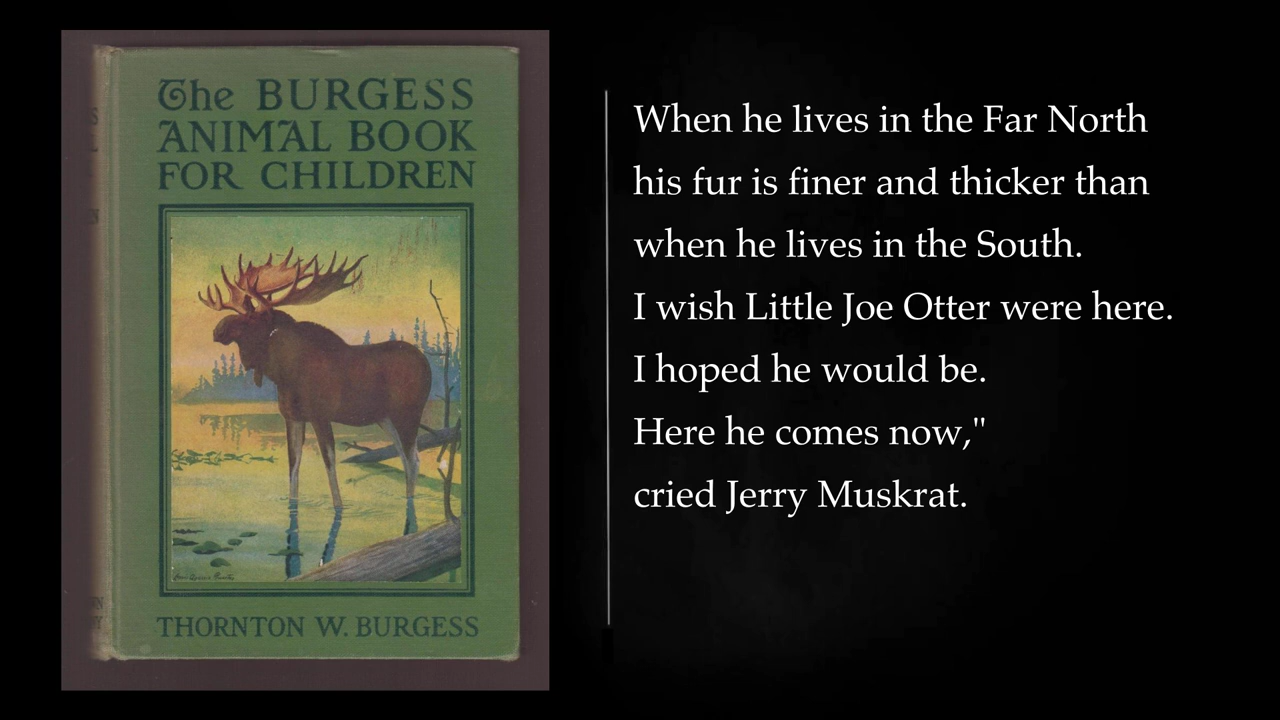 The BURGESS
ANIMAL BOOK
FOR CHILDREN
THORNTON W. BURGESS
When he lives in the Far North
his fur is finer and thicker than
when he lives in the South.
I wish Little Joe Otter were here.
I hoped he would be.
Here he comes now,"
cried Jerry Muskrat.